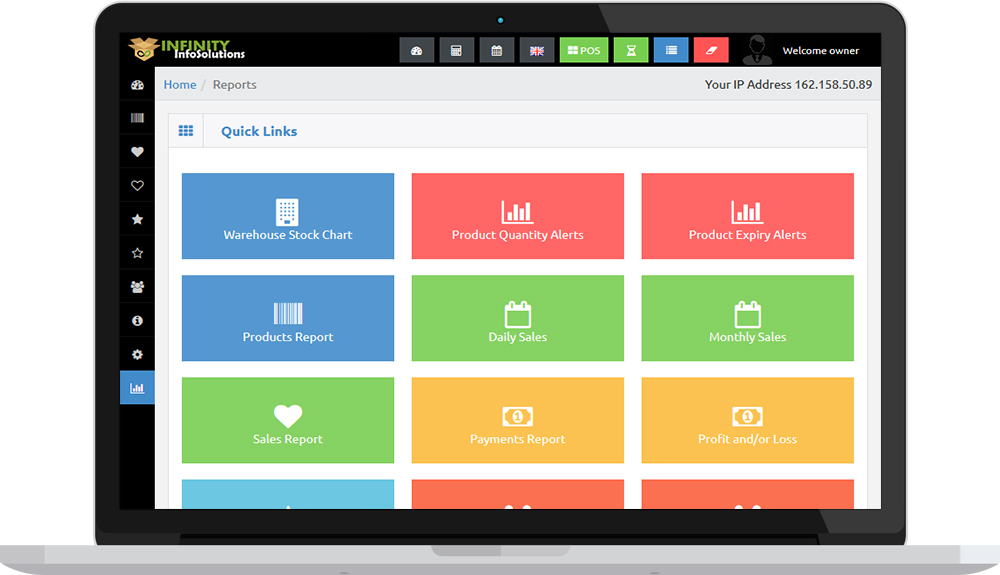 INFINITY
InfoSolutions
POS
Welcome owner
Home / Reports
Your IP Address 162.158.50.89
Quick Links
Warehouse Stock Chart
Product Quantity Alerts
Product Expiry Alerts
Products Report
Daily Sales
Monthly Sales
Sales Report
1
Payments Report
1
Profit and/or Loss